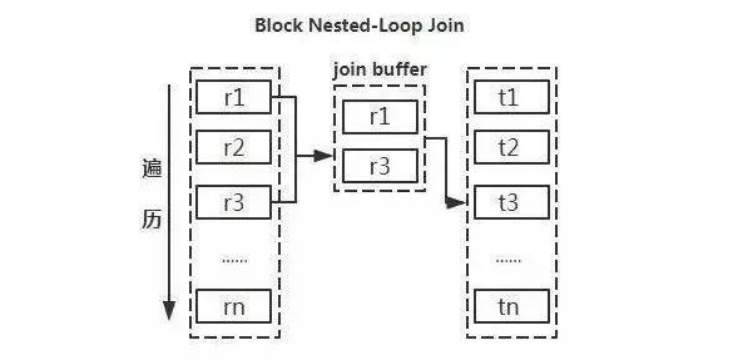 Block Nested-Loop Join
join buffer
遍
历
r1
r2
r3
......
rn
r1
r3
t1
t2
t3
......
tn